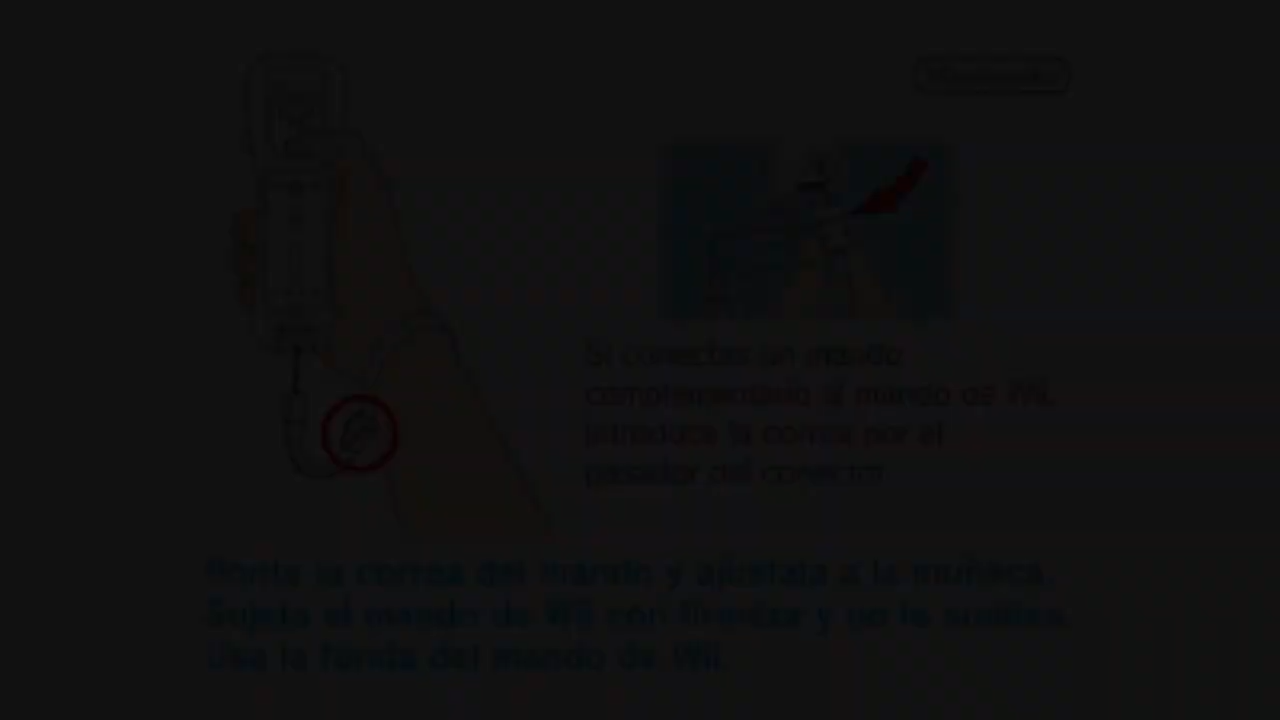 Nintendo
Si conectas un mando
complementario al mando de Wii,
introduce la correa por el
pasador del conector.
Ponte la correa del mando y ajústala a la muñeca.
Sujeta el mando de Wii con firmeza y no lo sueltes.
Usa la funda del mando de Wii.